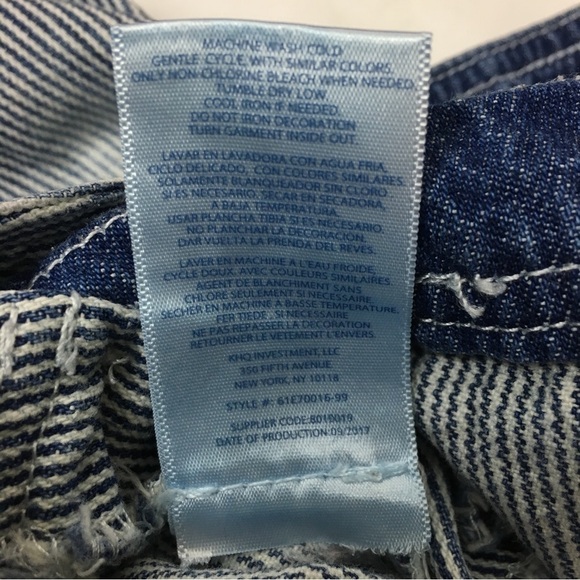 MACHINE WASH COLD
GENTLE CYCLE, WITH SIMILAR COLORS
ONLY NON-CHLORINE BLEACH WHEN NEEDED
TUMBLE DRY LOW
COOL IRON IF NEEDED
DO NOT IRON DECORATION
TURN GARMENT INSIDE OUT
LAVAR EN LAVADORA CON AGUA FRIA,
CICLO DELICADO, CON COLORES SIMILARES.
SOLAMENTE BLANQUEADOR SIN CLORO
SI ES NECESARIO. SECAR EN SECADORA,
A BAJA TEMPERATURA.
USAR PLANCHA TIBIA SI ES NECESARIO.
NO PLANCHAR LA DECORACIÓN.
DAR VUELTA LA PRENDA DEL REVES.
LAVER EN MACHINE A L'EAU FROIDE,
CYCLE DOUX, AVEC COULEURS SIMILAIRES
AGENT DE BLANCHIMENT SANS
CHLORE SEULEMENT SI NECESSAIRE
SECHER EN MACHINE A BASSE TEMPERATURE.
FER TIEDE, SI NECESSAIRE
NE PAS REPASSER LA DECORATION
RETOURNER LE VETEMENT L'ENVERS.
KHQ INVESTMENT, LLC
350 FIFTH AVENUE
NEW YORK, NY 10118
STYLE #: 61E70016-99
SUPPLIER CODE:8015019
DATE OF PRODUCTION:09/2017